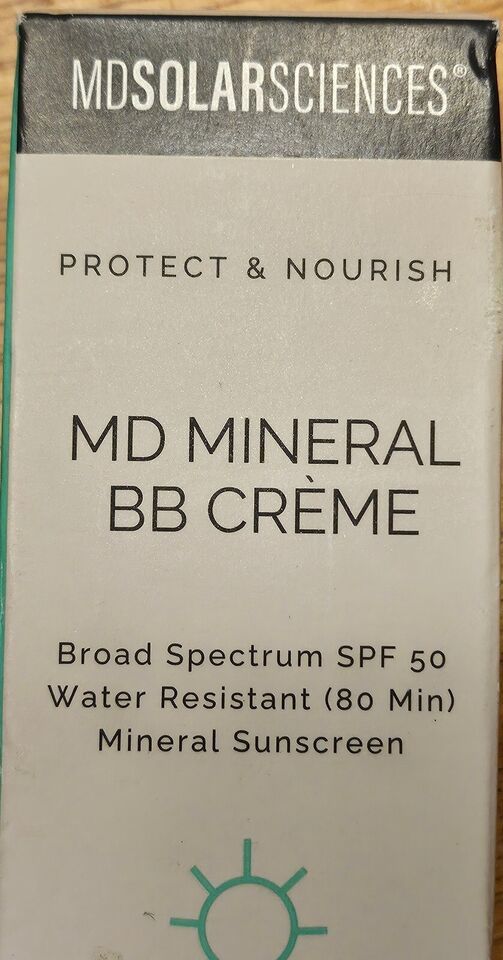 MDSOLARSCIENCES®
PROTECT & NOURISH
MD MINERAL
BB CRÈME
Broad Spectrum SPF 50
Water Resistant (80 Min)
Mineral Sunscreen